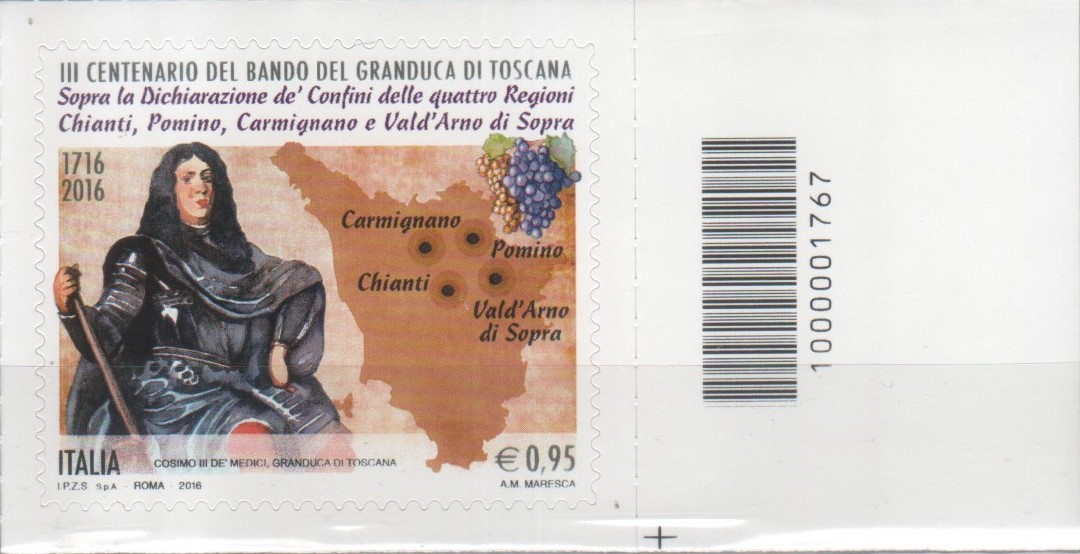 III CENTENARIO DEL BANDO DEL GRANDUCA DI TOSCANA
Sopra la Dichiarazione de' Confini delle quattro Regioni
Chianti, Pomino, Carmignano e Vald'Arno di Sopra
1716
2016
Carmignano
Pomino
Chianti
Vald'Arno
di Sopra
ITALIA
COSIMO III DE' MEDICI, GRANDUCA DI TOSCANA
€ 0,95
I.P.Z.S S.p.A. - ROMA - 2016
A.M. MARESCA
1000001767